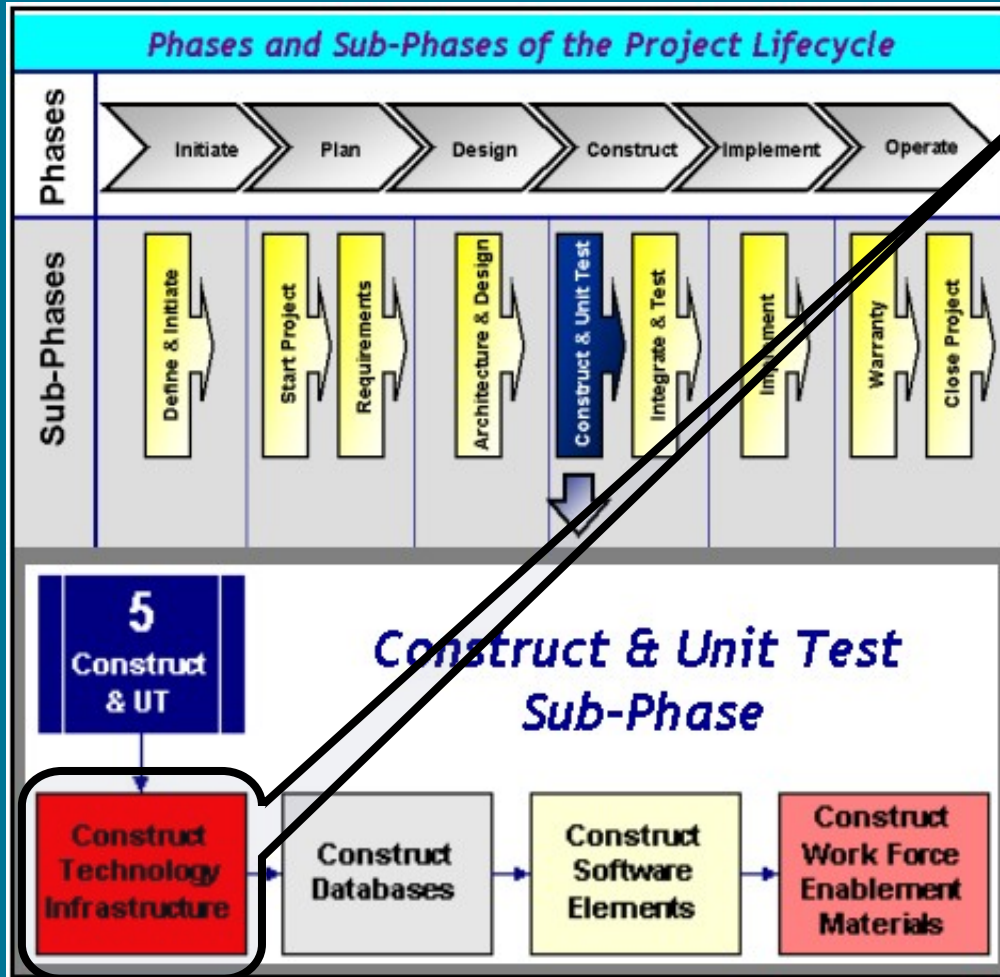 Phases and Sub-Phases of the Project Lifecycle
Phases
Initiate
Plan
Design
Construct
Implement
Operate
Sub-Phases
Define & Initiate
Start Project
Requirements
Architecture & Design
Construct & Unit Test
Integrate & Test
Implement
Warranty
Close Project
5
Construct
& UT
Construct & Unit Test
Sub-Phase
Construct
Technology
Infrastructure
Construct
Databases
Construct
Software
Elements
Construct
Work Force
Enablement
Materials